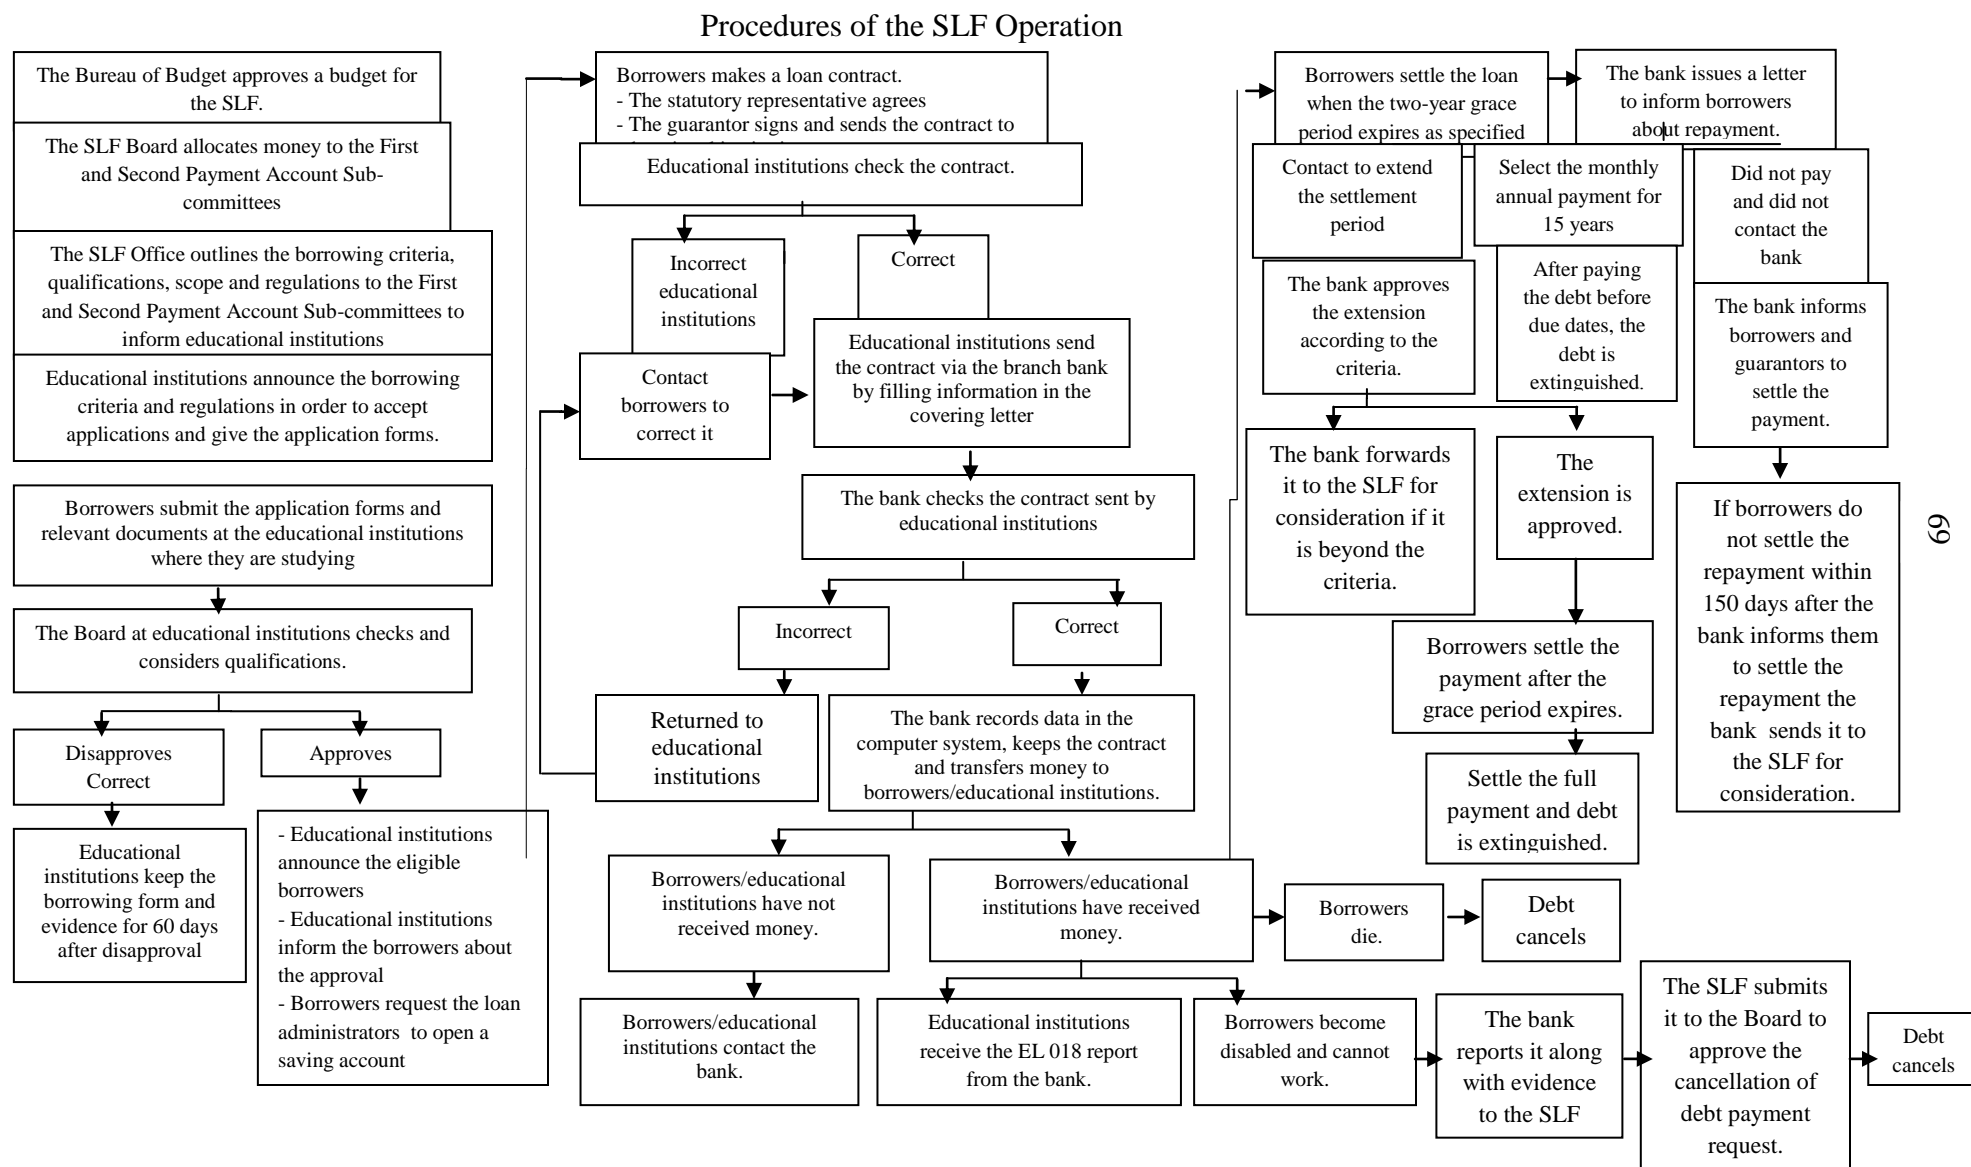 Procedures of the SLF Operation
The Bureau of Budget approves a budget for
the SLF.
The SLF Board allocates money to the First
and Second Payment Account Sub-
committees
The SLF Office outlines the borrowing criteria,
qualifications, scope and regulations to the First
and Second Payment Account Sub-committees to
inform educational institutions
Educational institutions announce the borrowing
criteria and regulations in order to accept
applications and give the application forms.
Borrowers submit the application forms and
relevant documents at the educational institutions
where they are studying
The Board at educational institutions checks and
considers qualifications.
Disapproves
Correct
Approves
Educational
institutions keep the
borrowing form and
evidence for 60 days
after disapproval
- Educational institutions
announce the eligible
borrowers
- Educational institutions
inform the borrowers about
the approval
- Borrowers request the loan
administrators to open a
saving account
Borrowers makes a loan contract.
- The statutory representative agrees
- The guarantor signs and sends the contract to
Educational institutions check the contract.
Incorrect
educational
institutions
Correct
Contact
borrowers to
correct it
Educational institutions send
the contract via the branch bank
by filling information in the
covering letter
The bank checks the contract sent by
educational institutions
Incorrect
Correct
Returned to
educational
institutions
The bank records data in the
computer system, keeps the contract
and transfers money to
borrowers/educational institutions.
Borrowers/educational
institutions have not
received money.
Borrowers/educational
institutions have received
money.
Borrowers
die.
Debt
cancels
Borrowers/educational
institutions contact the
bank.
Educational institutions
receive the EL 018 report
from the bank.
Borrowers become
disabled and cannot
work.
The bank
reports it along
with evidence
to the SLF
The SLF submits
it to the Board to
approve the
cancellation of
debt payment
request.
Debt
cancels
Borrowers settle the loan
when the two-year grace
period expires as specified
The bank issues a letter
to inform borrowers
about repayment.
Contact to extend
the settlement
period
Select the monthly
annual payment for
15 years
Did not pay
and did not
contact the
bank
The bank approves
the extension
according to the
criteria.
After paying
the debt before
due dates, the
debt is
extinguished.
The bank informs
borrowers and
guarantors to
settle the
payment.
The bank forwards
it to the SLF for
consideration if it
is beyond the
criteria.
The
extension is
approved.
If borrowers do
not settle the
repayment within
150 days after the
bank informs them
to settle the
repayment the
bank sends it to
the SLF for
consideration.
Borrowers settle the
payment after the
grace period expires.
Settle the full
payment and debt
is extinguished.
69